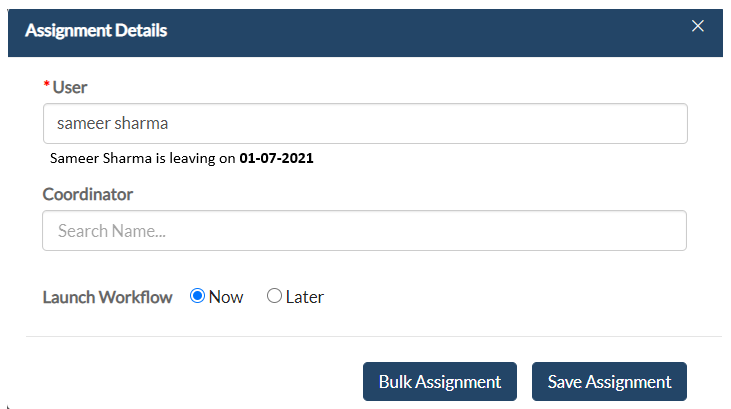 Assignment Details
* User
sameer sharma
Sameer Sharma is leaving on 01-07-2021
Coordinator
Search Name...
Launch Workflow Now Later
Bulk Assignment Save Assignment